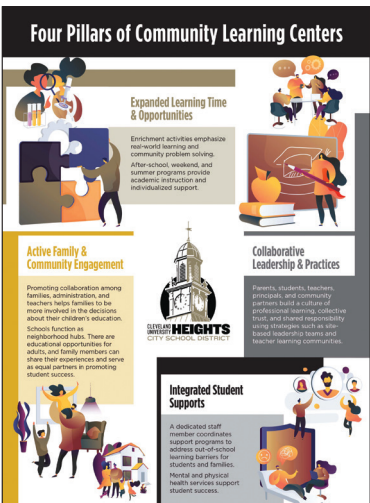 Four Pillars of Community Learning Centers
Expanded Learning Time
& Opportunities
Enrichment activities emphasize
real-world learning and
community problem solving.
After-school, weekend, and
summer programs provide
academic instruction and
individualized support.
Active Family &
Community Engagement
Promoting collaboration among
families, administration, and
teachers helps families to be
more involved in the decisions
about their children's education.
Schools function as
neighborhood hubs. There are
educational opportunities for
adults, and family members can
share their experiences and serve
as equal partners in promoting
student success.
CLEVELAND
UNIVERSITY HEIGHTS
CITY SCHOOL DISTRICT
Collaborative
Leadership & Practices
Parents, students, teachers,
principals, and community
partners build a culture of
professional learning, collective
trust, and shared responsibility
using strategies such as site-
based leadership teams and
teacher learning communities.
Integrated Student
Supports
A dedicated staff
member coordinates
support programs to
address out-of-school
learning barriers for
students and families.
Mental and physical
health services support
student success.